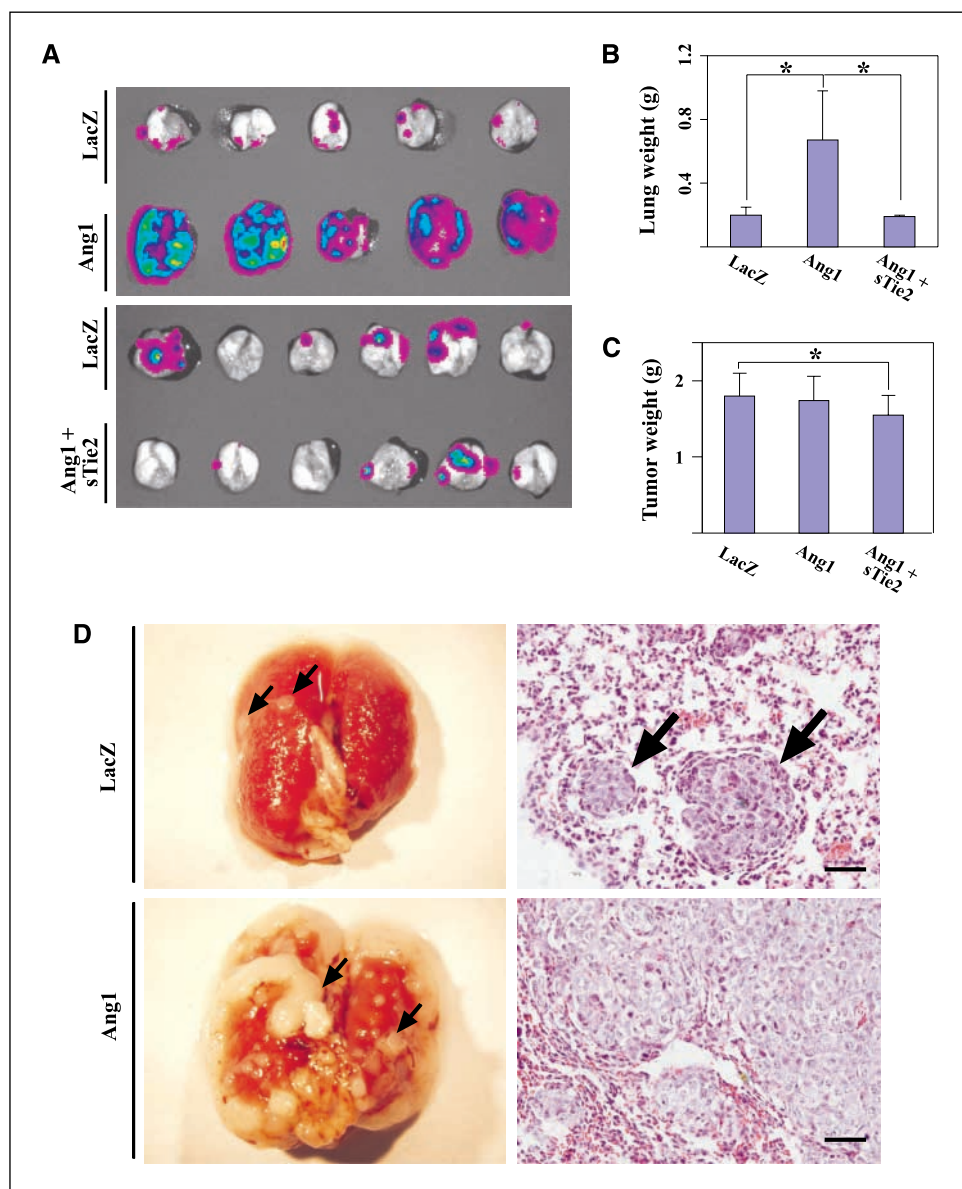 A
LacZ
Ang1
LacZ
Ang1 +
sTie2
B
Lung weight (g)
1.2
0.8
0.4
*
*
LacZ
Ang1
Ang1 +
sTie2
C
Tumor weight (g)
2
1
*
LacZ
Ang1
Ang1 +
sTie2
D
LacZ
Ang1